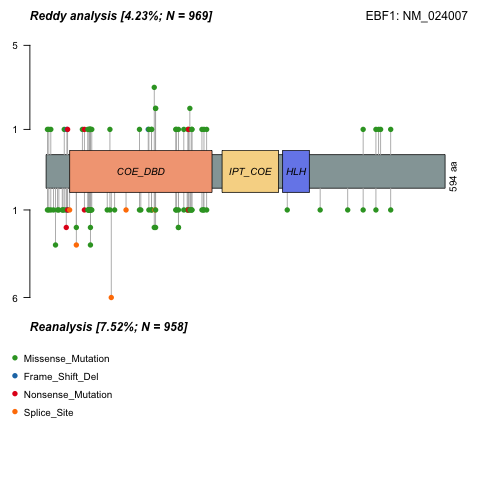 Reddy analysis [4.23%; N = 969]
EBF1: NM_024007
5
1
COE_DBD
IPT_COE
HLH
594 aa
1
6
Reanalysis [7.52%; N = 958]
Missense_Mutation
Frame_Shift_Del
Nonsense_Mutation
Splice_Site